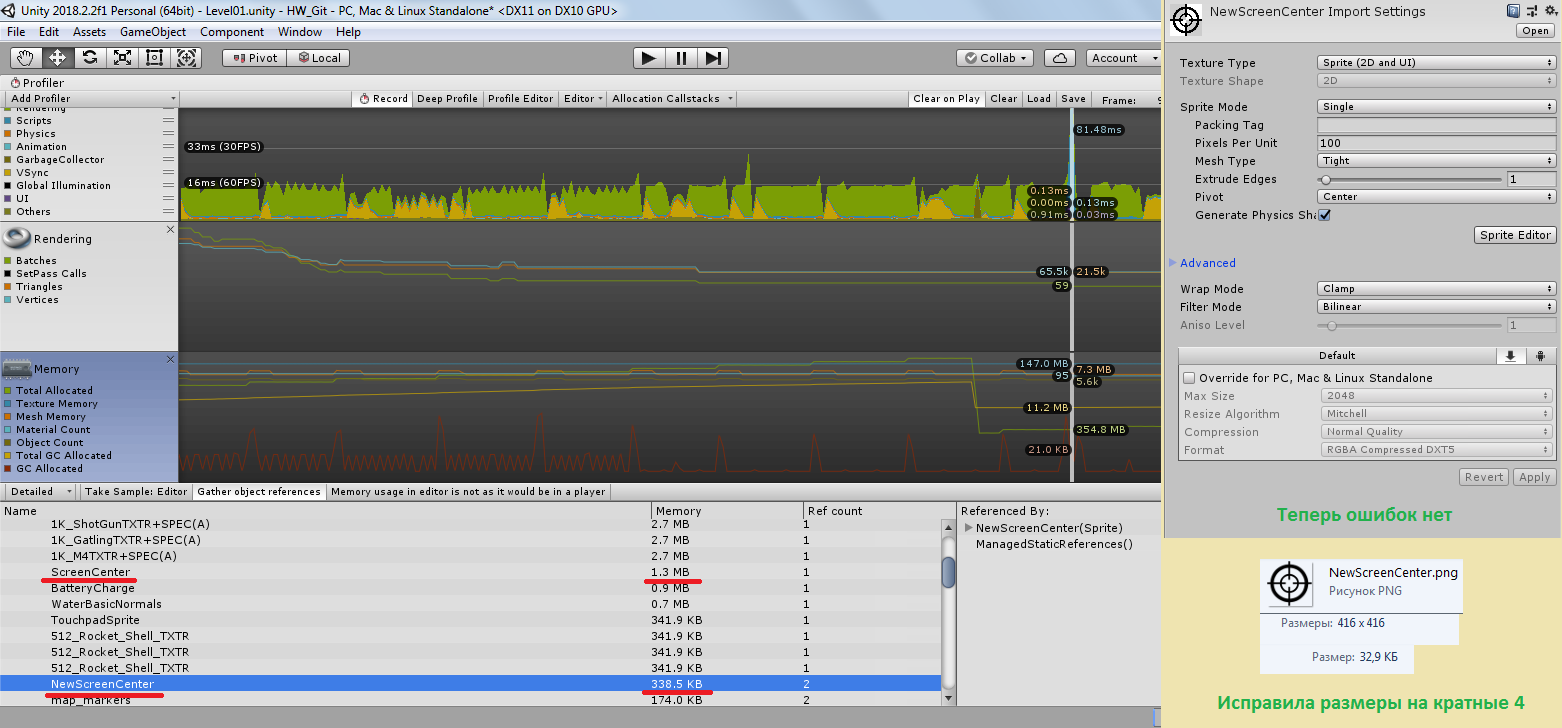 Unity 2018.2.2f1 Personal (64bit) - Level01.unity - HW_Git - PC, Mac & Linux Standalone* <DX11 on DX10 GPU>
File Edit Assets GameObject Component Window Help
Pivot Local Collab Account
Profiler
Add Profiler Record Deep Profile Profile Editor Editor Allocation Callstacks Clear on Play Clear Load Save Frame:
Rendering
Scripts
Physics
Animation
GarbageCollector
VSync
Global Illumination
UI
Others
33ms (30FPS)
16ms (60FPS)
81.48ms
0.13ms
0.00ms 0.13ms
0.91ms 0.03ms
Rendering
Batches
SetPass Calls
Triangles
Vertices
65.5k 21.5k
59
Memory
Total Allocated
Texture Memory
Mesh Memory
Material Count
Object Count
Total GC Allocated
GC Allocated
147.0 MB
7.3 MB
95
5.6k
11.2 MB
354.8 MB
21.0 KB
Detailed Take Sample: Editor Gather object references Memory usage in editor is not as it would be in a player
Name Memory Ref count
1K_ShotGunTXTR+SPEC(A) 2.7 MB 1
1K_GatlingTXTR+SPEC(A) 2.7 MB 1
1K_M4TXTR+SPEC(A) 2.7 MB 1
ScreenCenter 1.3 MB 1
BatteryCharge 0.9 MB 1
WaterBasicNormals 0.7 MB 1
TouchpadSprite 341.9 KB 1
512_Rocket_Shell_TXTR 341.9 KB 1
512_Rocket_Shell_TXTR 341.9 KB 1
512_Rocket_Shell_TXTR 341.9 KB 1
NewScreenCenter 338.5 KB 2
map_markers 174.0 KB 2
Referenced By:
NewScreenCenter(Sprite)
ManagedStaticReferences()
NewScreenCenter Import Settings
Open
Texture Type Sprite (2D and UI)
Texture Shape 2D
Sprite Mode Single
Packing Tag
Pixels Per Unit 100
Mesh Type Tight
Extrude Edges 1
Pivot Center
Generate Physics Sha
Sprite Editor
Advanced
Wrap Mode Clamp
Filter Mode Bilinear
Aniso Level 1
Default
Override for PC, Mac & Linux Standalone
Max Size 2048
Resize Algorithm Mitchell
Compression Normal Quality
Format RGBA Compressed DXT5
Revert Apply
Теперь ошибок нет
NewScreenCenter.png
Рисунок PNG
Размеры: 416 x 416
Размер: 32,9 КБ
Исправила размеры на кратные 4